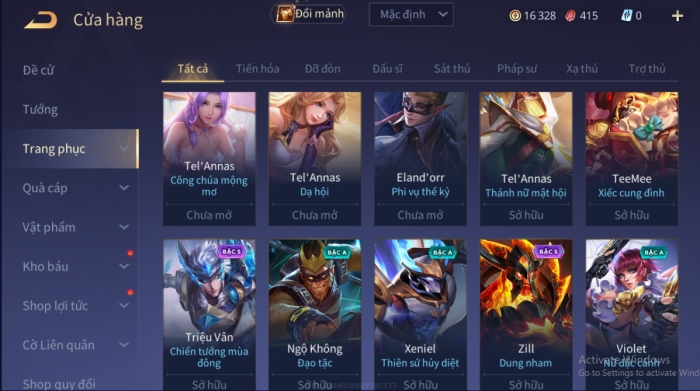 Cửa hàng
Đổi mảnh
Mặc định
16 328
415
0
Đề cử
Tướng
Trang phục
Quà cáp
Vật phẩm
Kho báu
Shop lợi tức
Cờ Liên quân
Shop quy đổi
Tất cả Tiến hóa Đỡ đòn Đấu sĩ Sát thủ Pháp sư Xạ thủ Trợ thủ
Tel'Annas
Công chúa mộng
mơ
Chưa mở
Tel'Annas
Dạ hội
Chưa mở
Eland'orr
Phi vụ thế kỷ
Chưa mở
Tel'Annas
Thánh nữ mật hội
Sở hữu
TeeMee
Xiếc cung đình
Sở hữu
BẬC S
Triệu Vân
Chiến tướng mùa
đông
Sở hữu
BẬC A
Ngộ Không
Đạo tặc
Sở hữu
BẬC A
Xeniel
Thiên sứ hủy diệt
Sở hữu
BẬC S
Zill
Dung nham
Sở hữu
BẬC A
Violet
Nữ đặc cảnh
Sở hữu
Activate Windows
Go to Settings to activate Wind